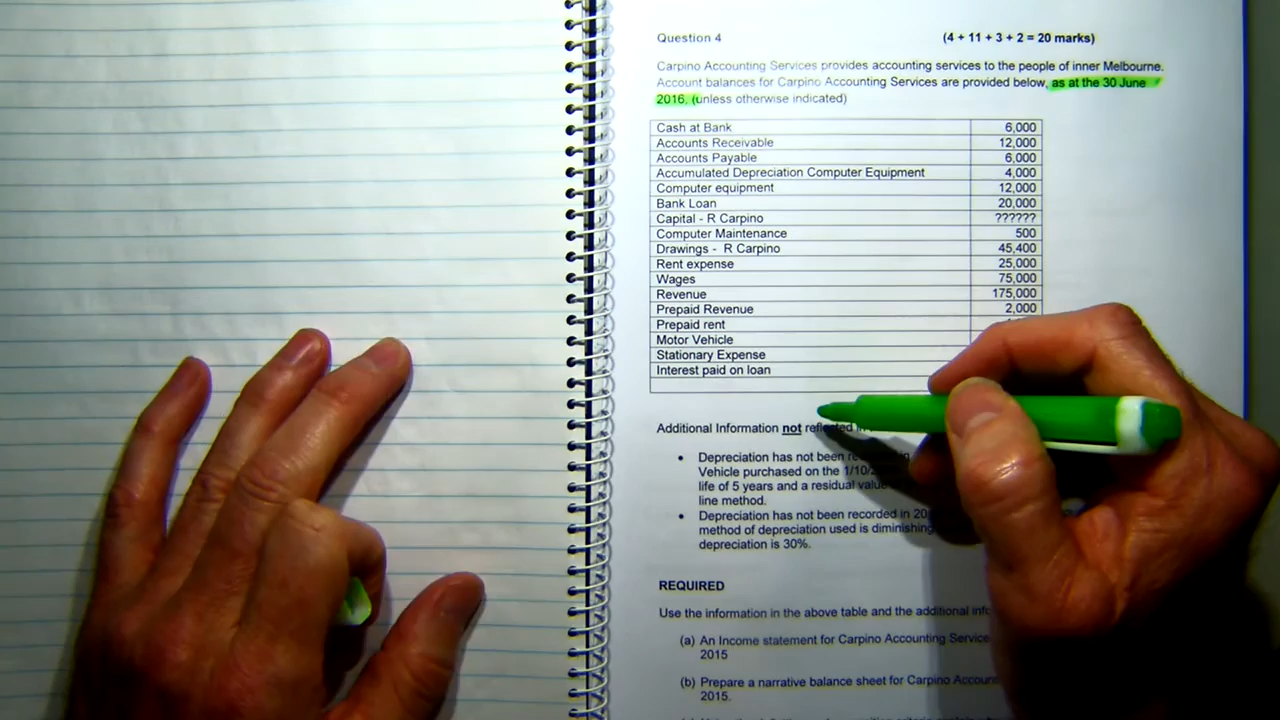 Question 4 (4 + 11 + 3 + 2 = 20 marks)
Carpino Accounting Services provides accounting services to the people of inner Melbourne.
Account balances for Carpino Accounting Services are provided below, as at the 30 June
2016, (unless otherwise indicated)
Cash at Bank 6,000
Accounts Receivable 12,000
Accounts Payable 6,000
Accumulated Depreciation Computer Equipment 4,000
Computer equipment 12,000
Bank Loan 20,000
Capital - R Carpino ??????
Computer Maintenance 500
Drawings - R Carpino 45,400
Rent expense 25,000
Wages 75,000
Revenue 175,000
Prepaid Revenue 2,000
Prepaid rent
Motor Vehicle
Stationary Expense
Interest paid on loan
Additional Information not reflected
• Depreciation has not been
Vehicle purchased on the 1/10/
life of 5 years and a residual value
line method.
• Depreciation has not been recorded in 20
method of depreciation used is diminishing
depreciation is 30%.
REQUIRED
Use the information in the above table and the additional
(a) An Income statement for Carpino Accounting Service
2015
(b) Prepare a narrative balance sheet for Carpino
2015.